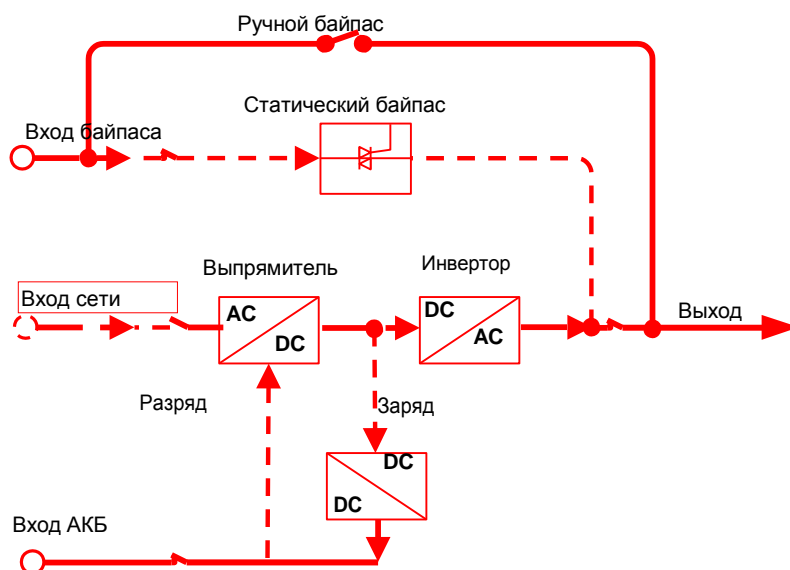 Ручной байпас
Статический байпас
Вход байпаса
Выпрямитель
Инвертор
Вход сети
AC
DC
DC
AC
Выход
Разряд
Заряд
DC
DC
Вход АКБ